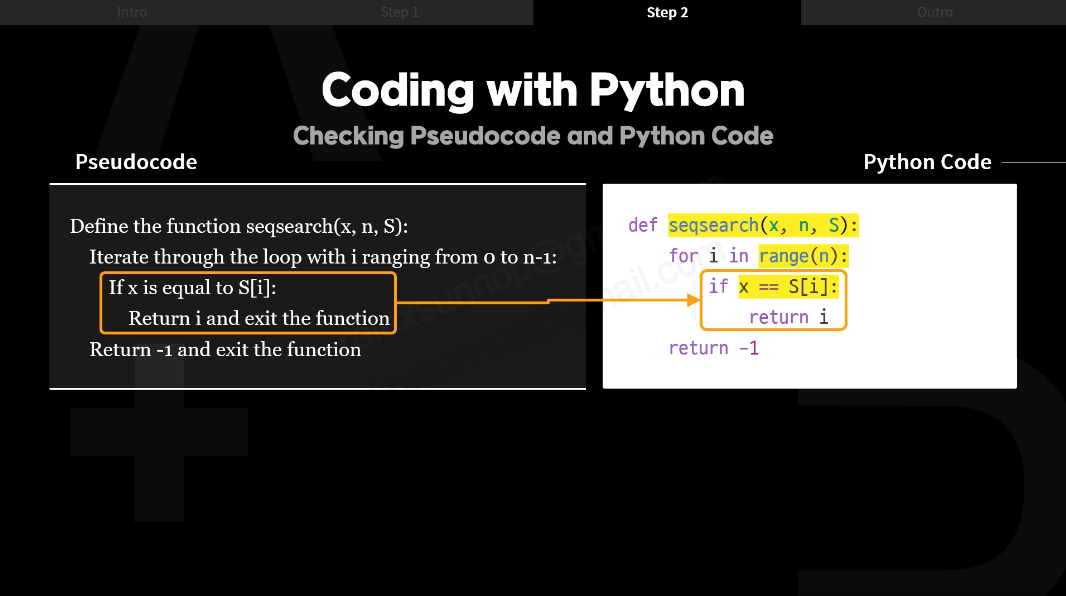 Intro
Step 1
Step 2
Outro
Coding with Python
Checking Pseudocode and Python Code
Pseudocode
Python Code
Define the function seqsearch(x, n, S):
Iterate through the loop with i ranging from 0 to n-1:
If x is equal to S[i]:
Return i and exit the function
Return -1 and exit the function
def seqsearch(x, n, S):
for i in range(n):
if x == S[i]:
return i
return -1